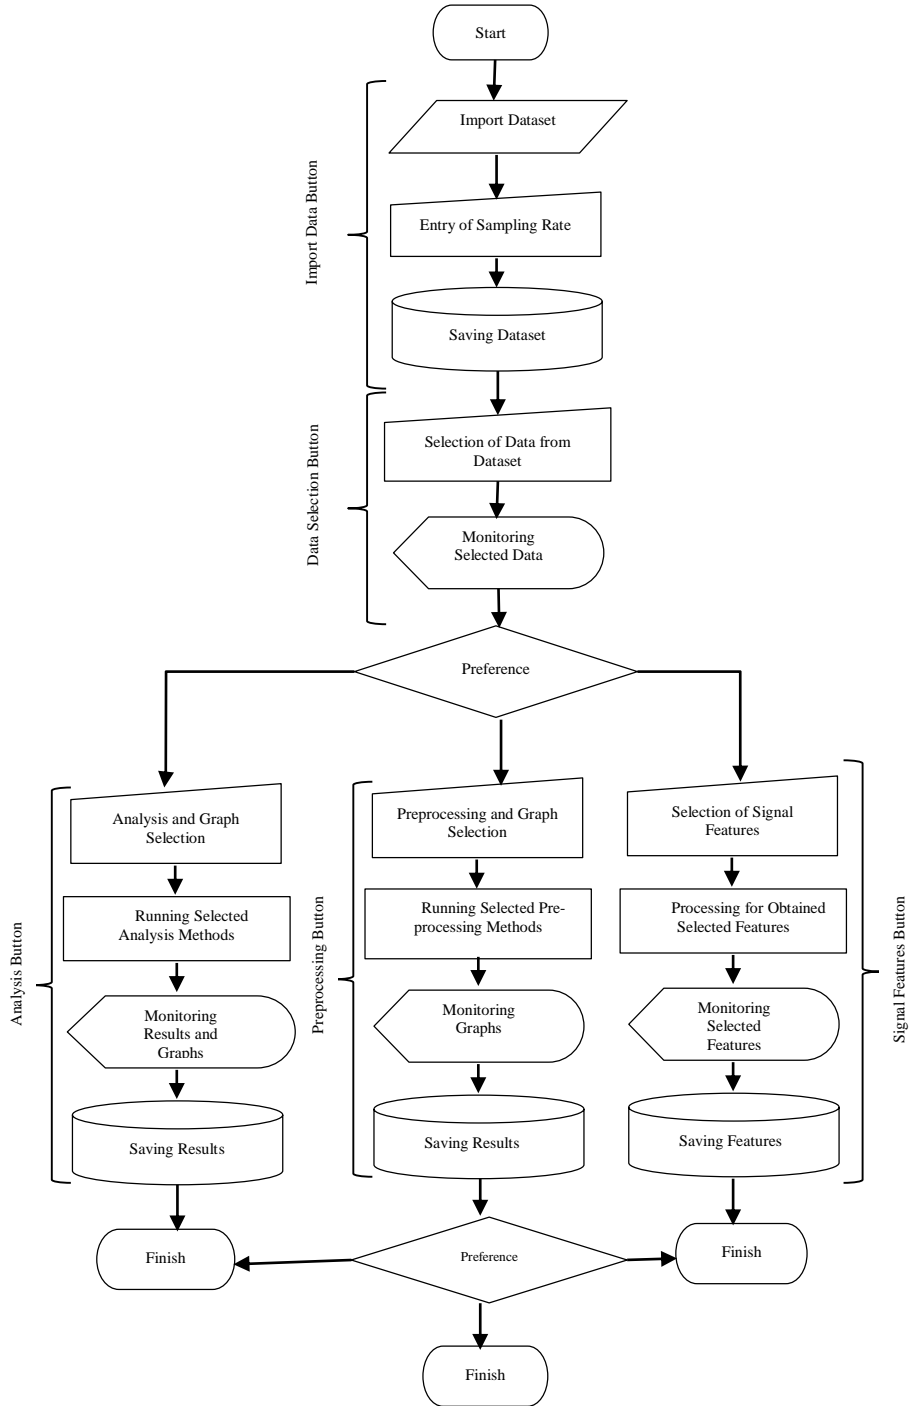 Start
Import Dataset
Import Data Button
Entry of Sampling Rate
Saving Dataset
Data Selection Button
Selection of Data from
Dataset
Monitoring
Selected Data
Preference
Analysis Button
Analysis and Graph
Selection
Running Selected
Analysis Methods
Monitoring
Results and
Graphs
Saving Results
Finish
Preprocessing Button
Preprocessing and Graph
Selection
Running Selected Pre-
processing Methods
Monitoring
Graphs
Saving Results
Preference
Finish
Signal Features Button
Selection of Signal
Features
Processing for Obtained
Selected Features
Monitoring
Selected
Features
Saving Features
Finish